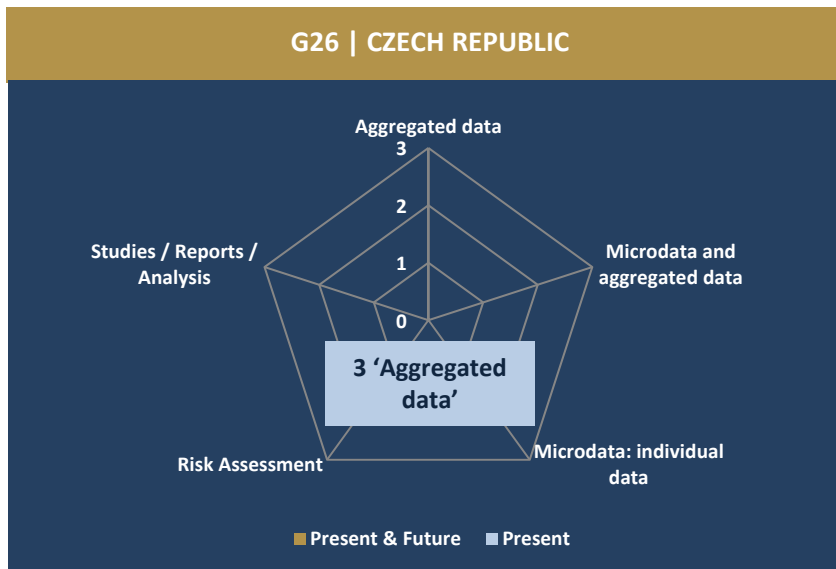 G26 | CZECH REPUBLIC
Aggregated data
3
2
1
0
Studies / Reports /
Analysis
Microdata and
aggregated data
3 ‘Aggregated
data’
Risk Assessment
Microdata: individual
data
Present & Future
Present